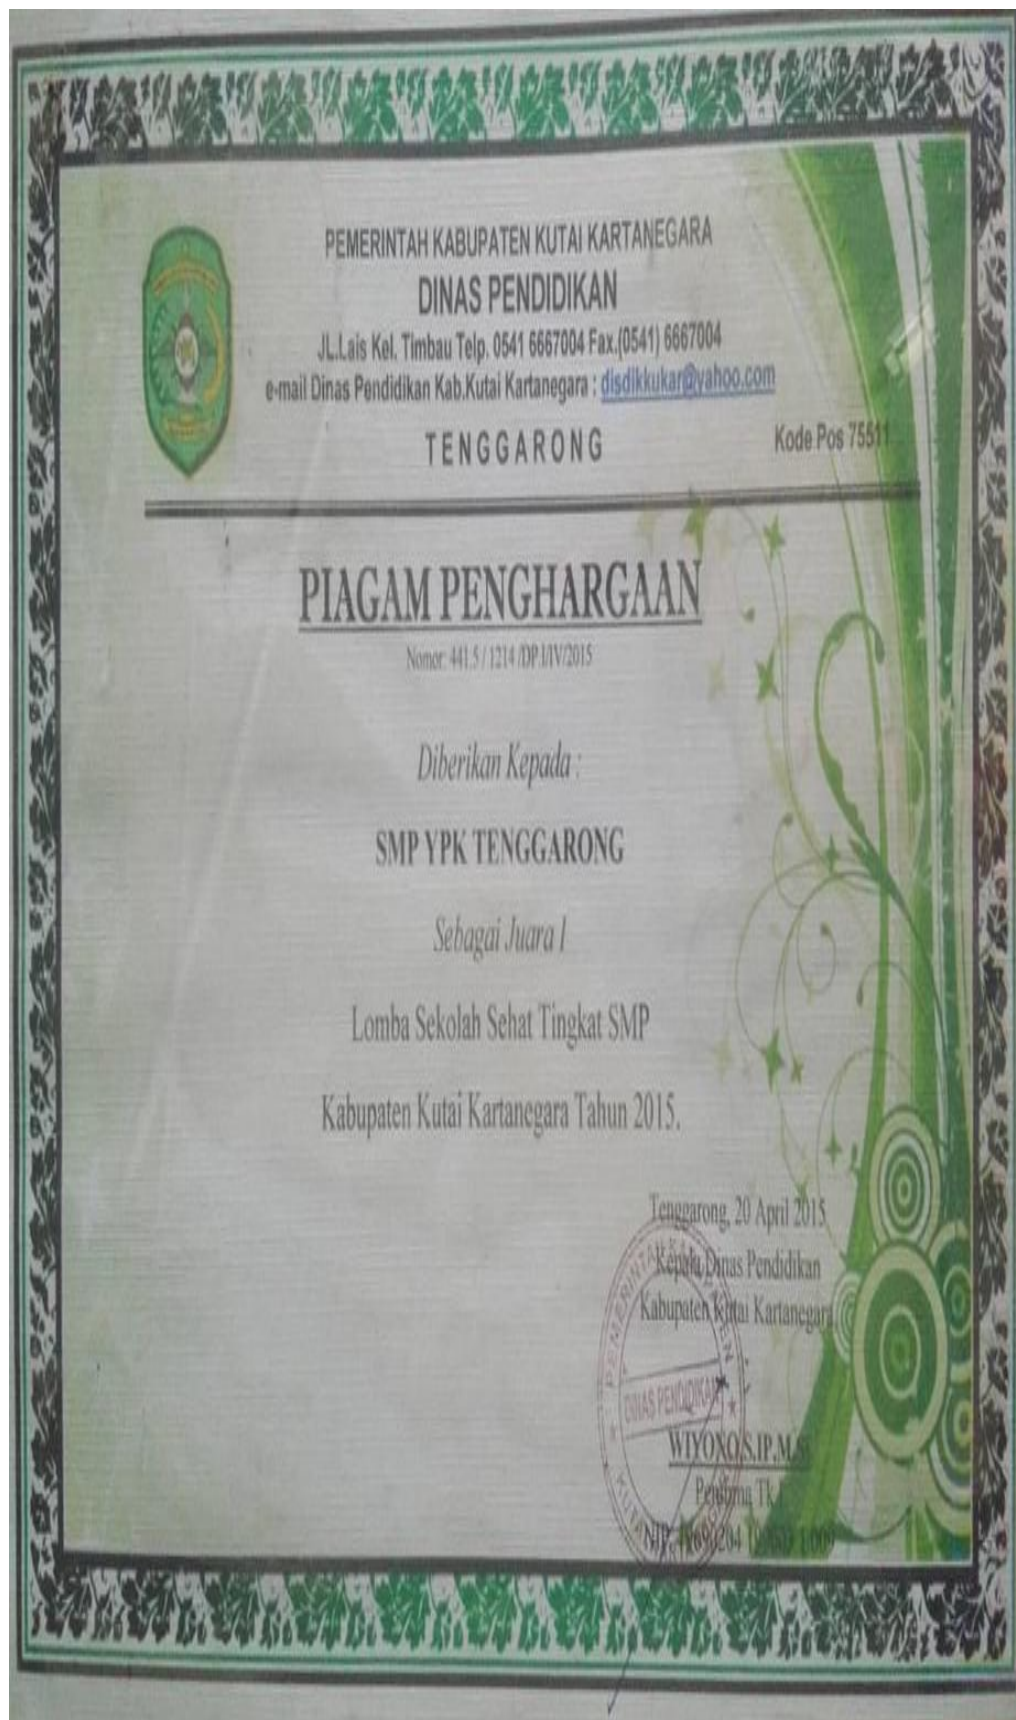 PEMERINTAH KABUPATEN KUTAI KARTANEGARA
DINAS PENDIDIKAN
JL.Lais Kel. Timbau Telp. 0541 6667004 Fax.(0541) 6667004
e-mail Dinas Pendidikan Kab.Kutai Kartanegara : disdikkukar@yahoo.com
TENGGARONG
Kode Pos 75511
PIAGAM PENGHARGAAN
Nomor: 441.5 / 1214 /DP.I/IV/2015
Diberikan Kepada :
SMP YPK TENGGARONG
Sebagai Juara I
Lomba Sekolah Sehat Tingkat SMP
Kabupaten Kutai Kartanegara Tahun 2015.
Tenggarong, 20 April 2015
Kepala Dinas Pendidikan
Kabupaten Kutai Kartanegara
DINAS PENDIDIKAN
WIYONO,S.IP.M.Si
Pembina Tk
NIP.